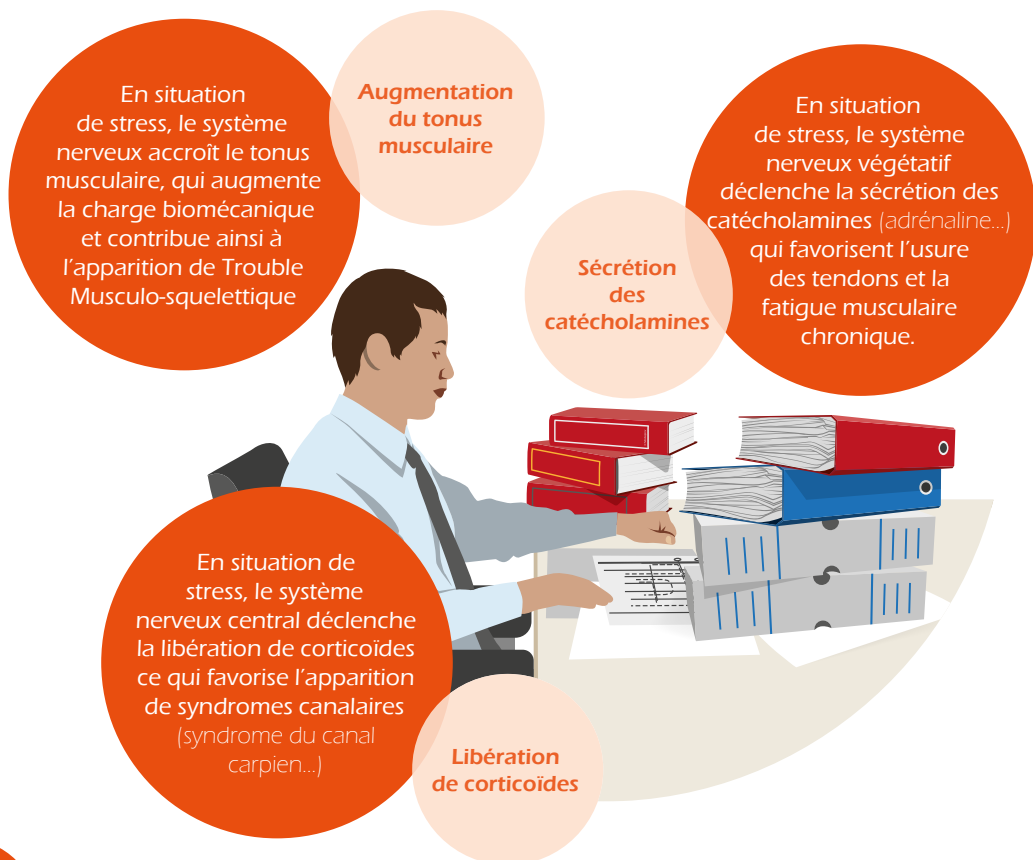 En situation
de stress, le système
nerveux accroît le tonus
musculaire, qui augmente
la charge biomécanique
et contribue ainsi à
l'apparition de Trouble
Musculo-squelettique
Augmentation
du tonus
musculaire
En situation
de stress, le système
nerveux végétatif
déclenche la sécrétion des
catécholamines (adrénaline...)
qui favorisent l'usure
des tendons et la
fatigue musculaire
chronique.
Sécrétion
des
catécholamines
En situation de
stress, le système
nerveux central déclenche
la libération de corticoïdes
ce qui favorise l'apparition
de syndromes canalaires
(syndrome du canal
carpien...)
Libération
de corticoïdes